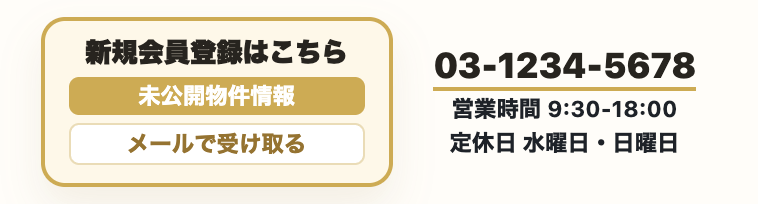 新規会員登録はこちら
未公開物件情報
メールで受け取る
03-1234-5678
営業時間 9:30-18:00
定休日 水曜日・日曜日